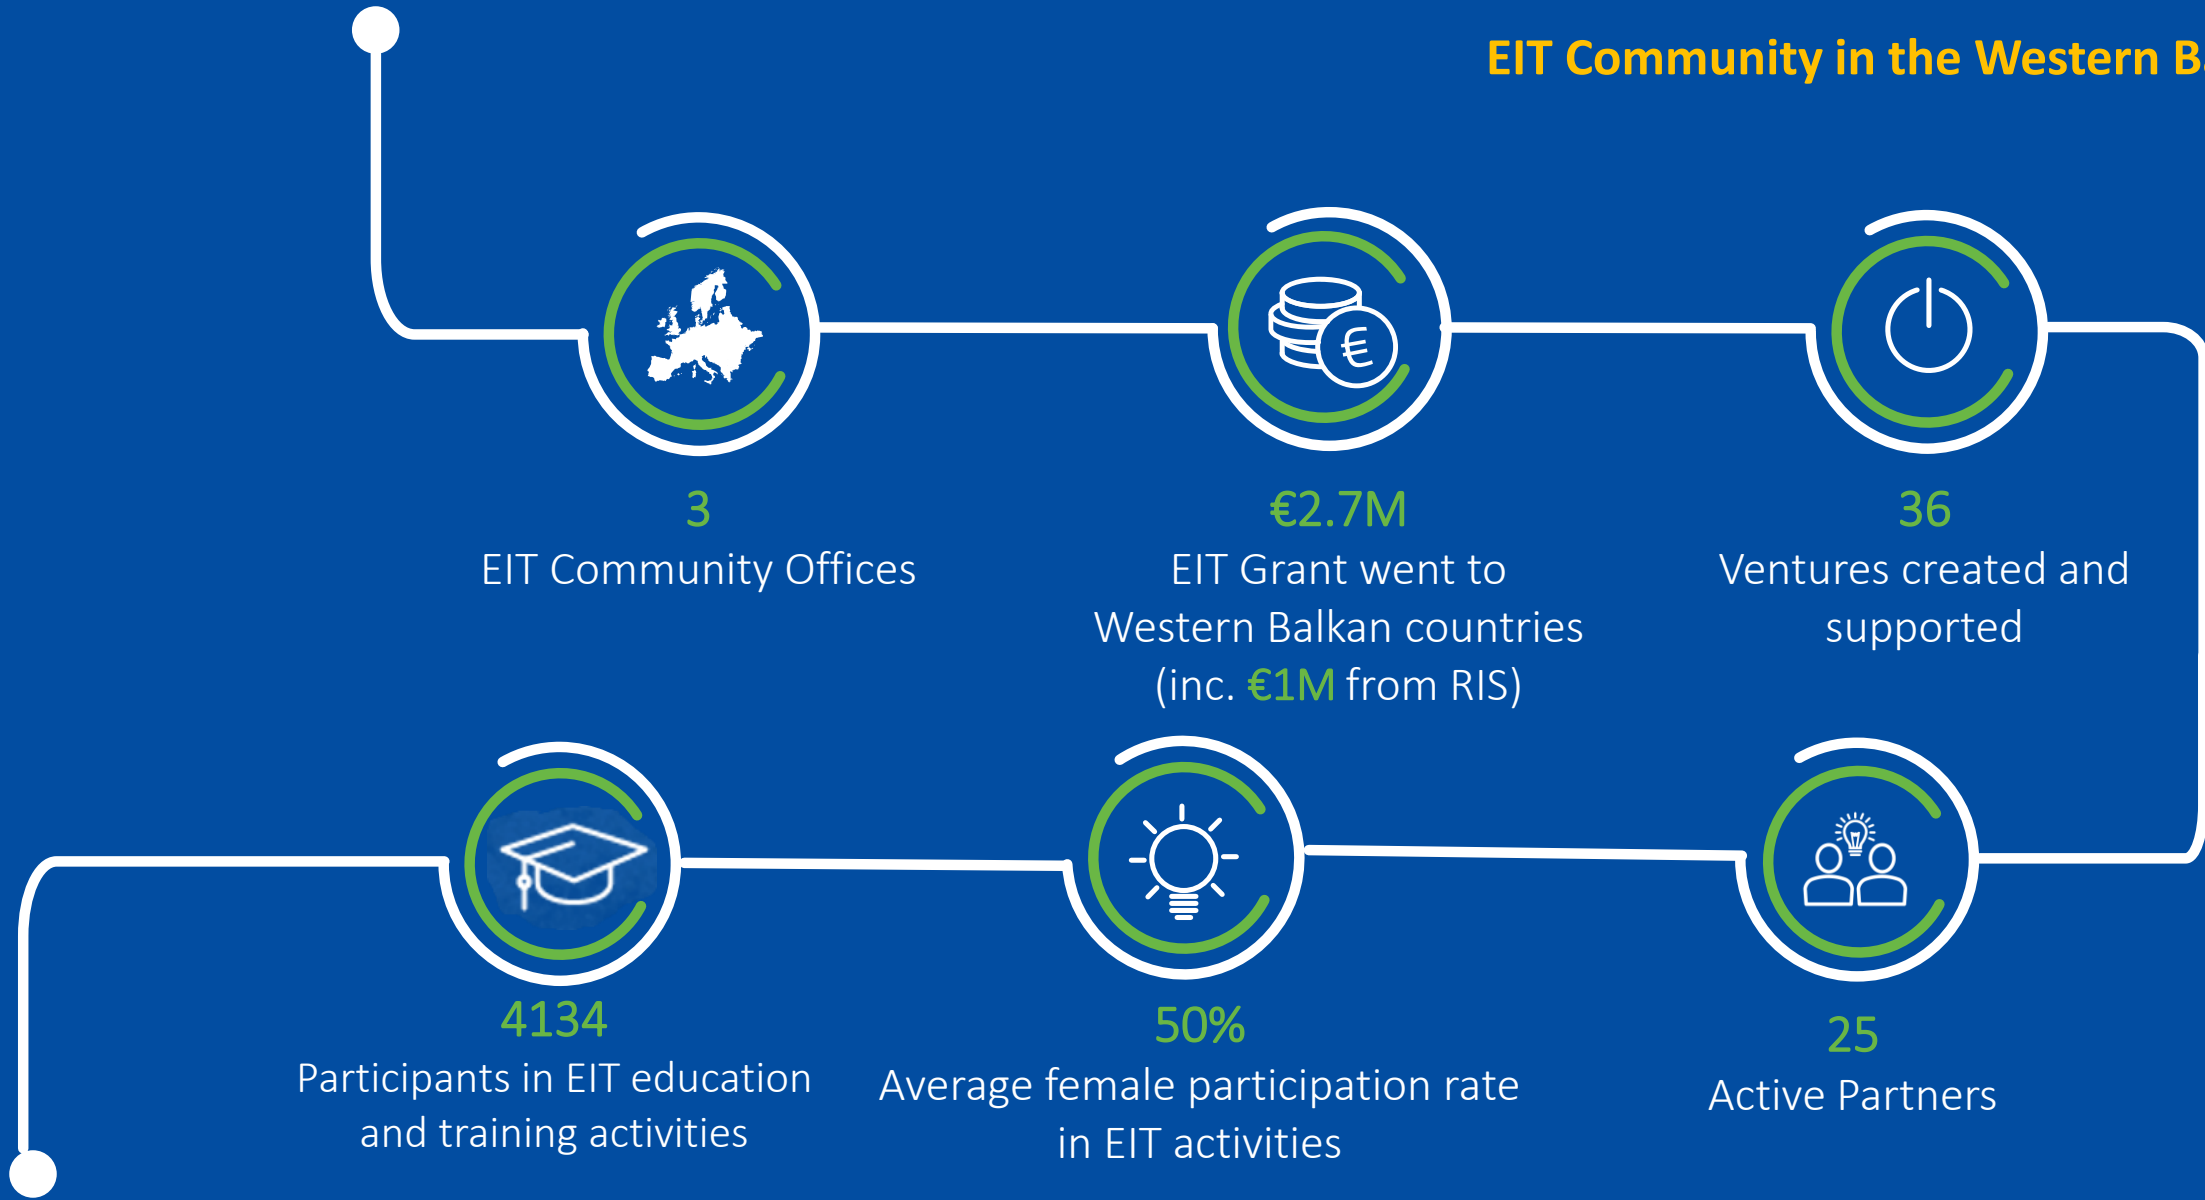 EIT Community in the Western
3
EIT Community Offices
€2.7M
EIT Grant went to
Western Balkan countries
(inc. €1M from RIS)
36
Ventures created and
supported
4134
Participants in EIT education
and training activities
50%
Average female participation rate
in EIT activities
25
Active Partners